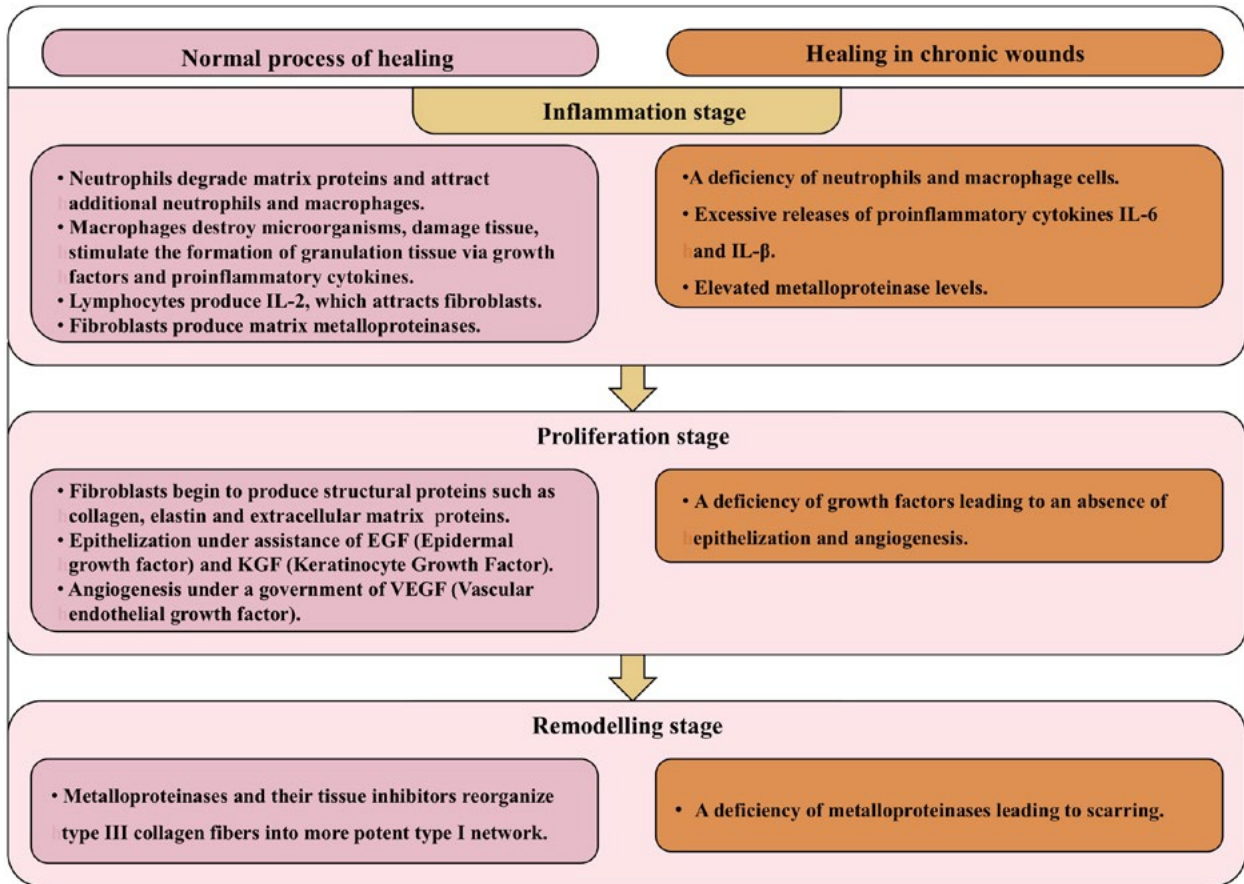 Normal process of healing
Healing in chronic wounds
Inflammation stage
• Neutrophils degrade matrix proteins and attract
additional neutrophils and macrophages.
• Macrophages destroy microorganisms, damage tissue,
stimulate the formation of granulation tissue via growth
factors and proinflammatory cytokines.
• Lymphocytes produce IL-2, which attracts fibroblasts.
• Fibroblasts produce matrix metalloproteinases.
•A deficiency of neutrophils and macrophage cells.
• Excessive releases of proinflammatory cytokines IL-6
and IL-β.
• Elevated metalloproteinase levels.
Proliferation stage
• Fibroblasts begin to produce structural proteins such as
collagen, elastin and extracellular matrix proteins.
• Epithelization under assistance of EGF (Epidermal
growth factor) and KGF (Keratinocyte Growth Factor).
• Angiogenesis under a government of VEGF (Vascular
endothelial growth factor).
• A deficiency of growth factors leading to an absence of
epithelization and angiogenesis.
Remodelling stage
• Metalloproteinases and their tissue inhibitors reorganize
type III collagen fibers into more potent type I network.
• A deficiency of metalloproteinases leading to scarring.